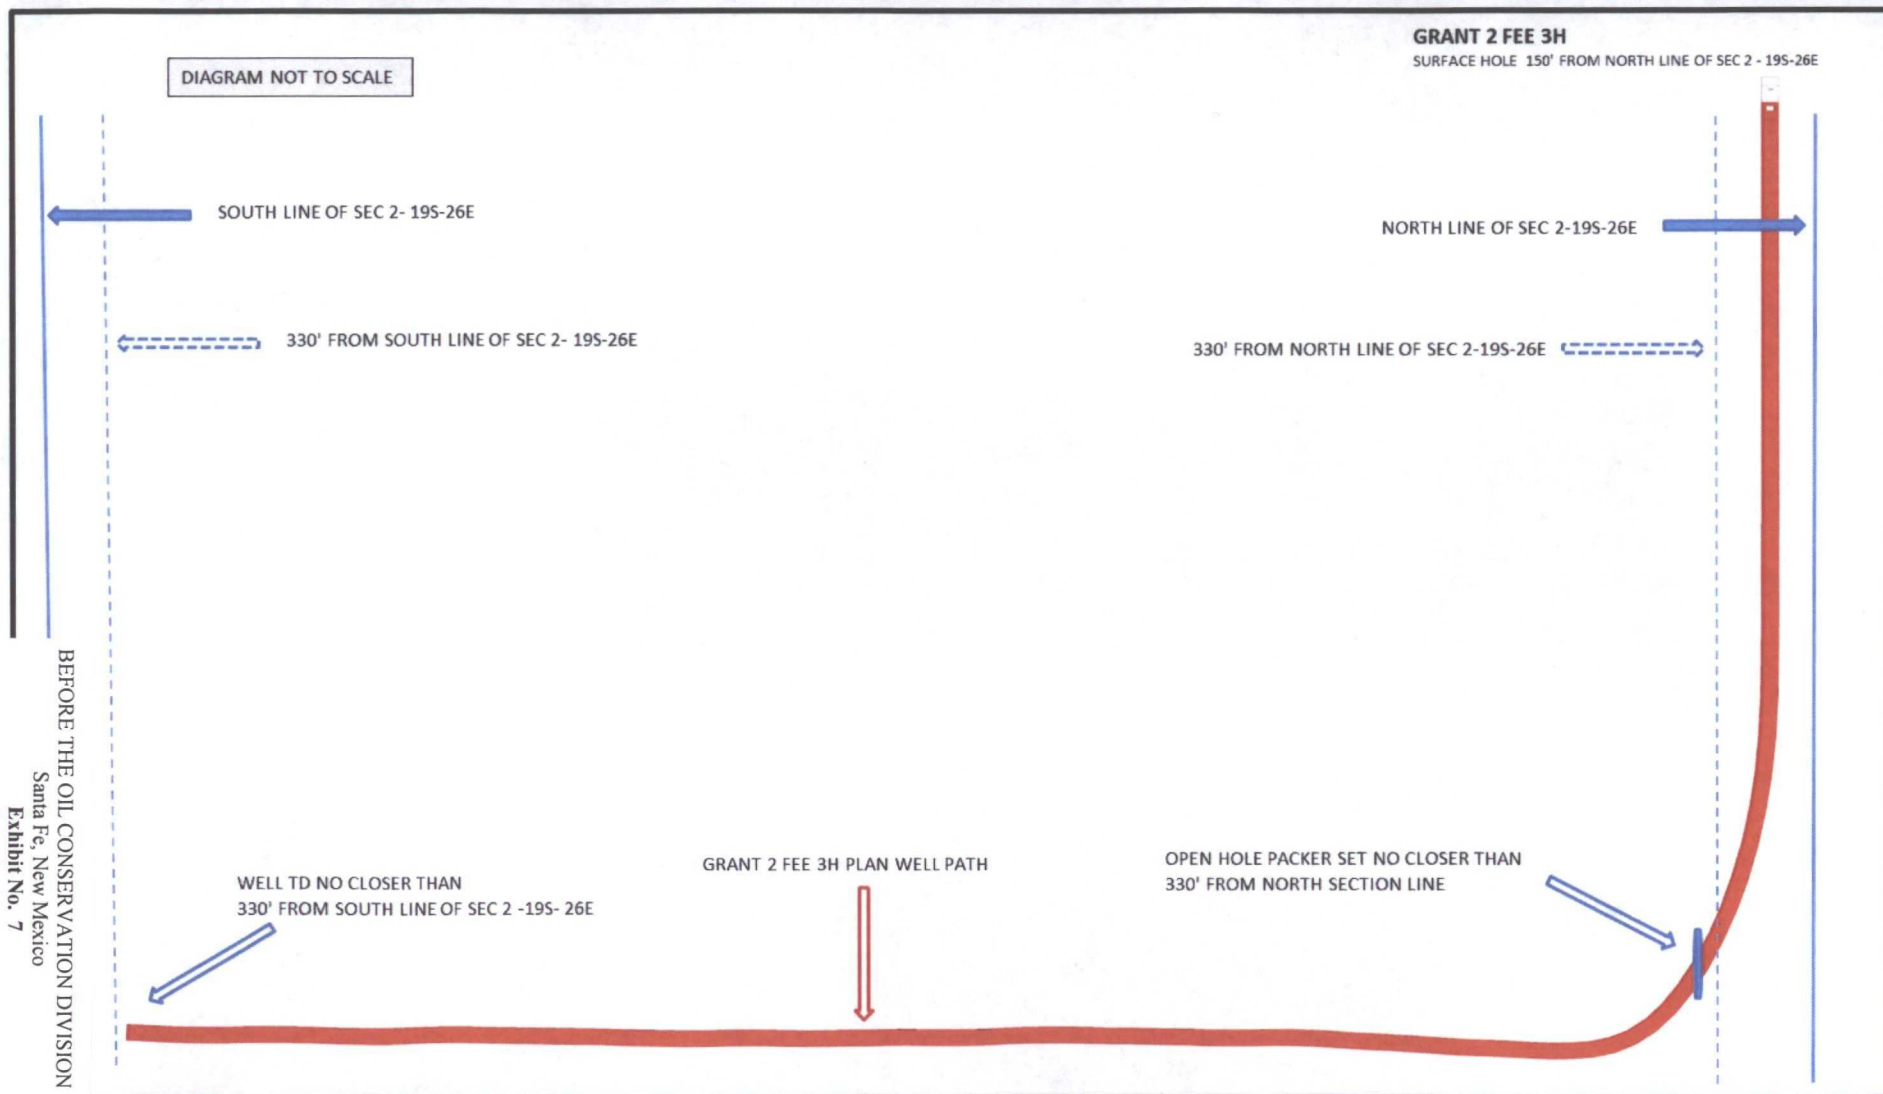 GRANT 2 FEE 3H
SURFACE HOLE 150' FROM NORTH LINE OF SEC 2 - 19S-26E
DIAGRAM NOT TO SCALE
SOUTH LINE OF SEC 2- 19S-26E
NORTH LINE OF SEC 2-19S-26E
330' FROM SOUTH LINE OF SEC 2- 19S-26E
330' FROM NORTH LINE OF SEC 2-19S-26E
WELL TD NO CLOSER THAN
330' FROM SOUTH LINE OF SEC 2 -19S- 26E
GRANT 2 FEE 3H PLAN WELL PATH
OPEN HOLE PACKER SET NO CLOSER THAN
330' FROM NORTH SECTION LINE
BEFORE THE OIL CONSERVATION DIVISION
Santa Fe, New Mexico
Exhibit No. 7